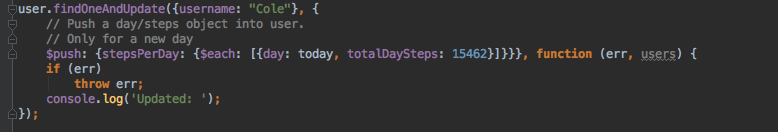 user.findOneAndUpdate({username: "Cole"}, {
// Push a day/steps object into user.
// Only for a new day
$push: {stepsPerDay: {$each: [{day: today, totalDaySteps: 15462}]}}}, function (err, users) {
if (err)
throw err;
console.log('Updated: ');
});